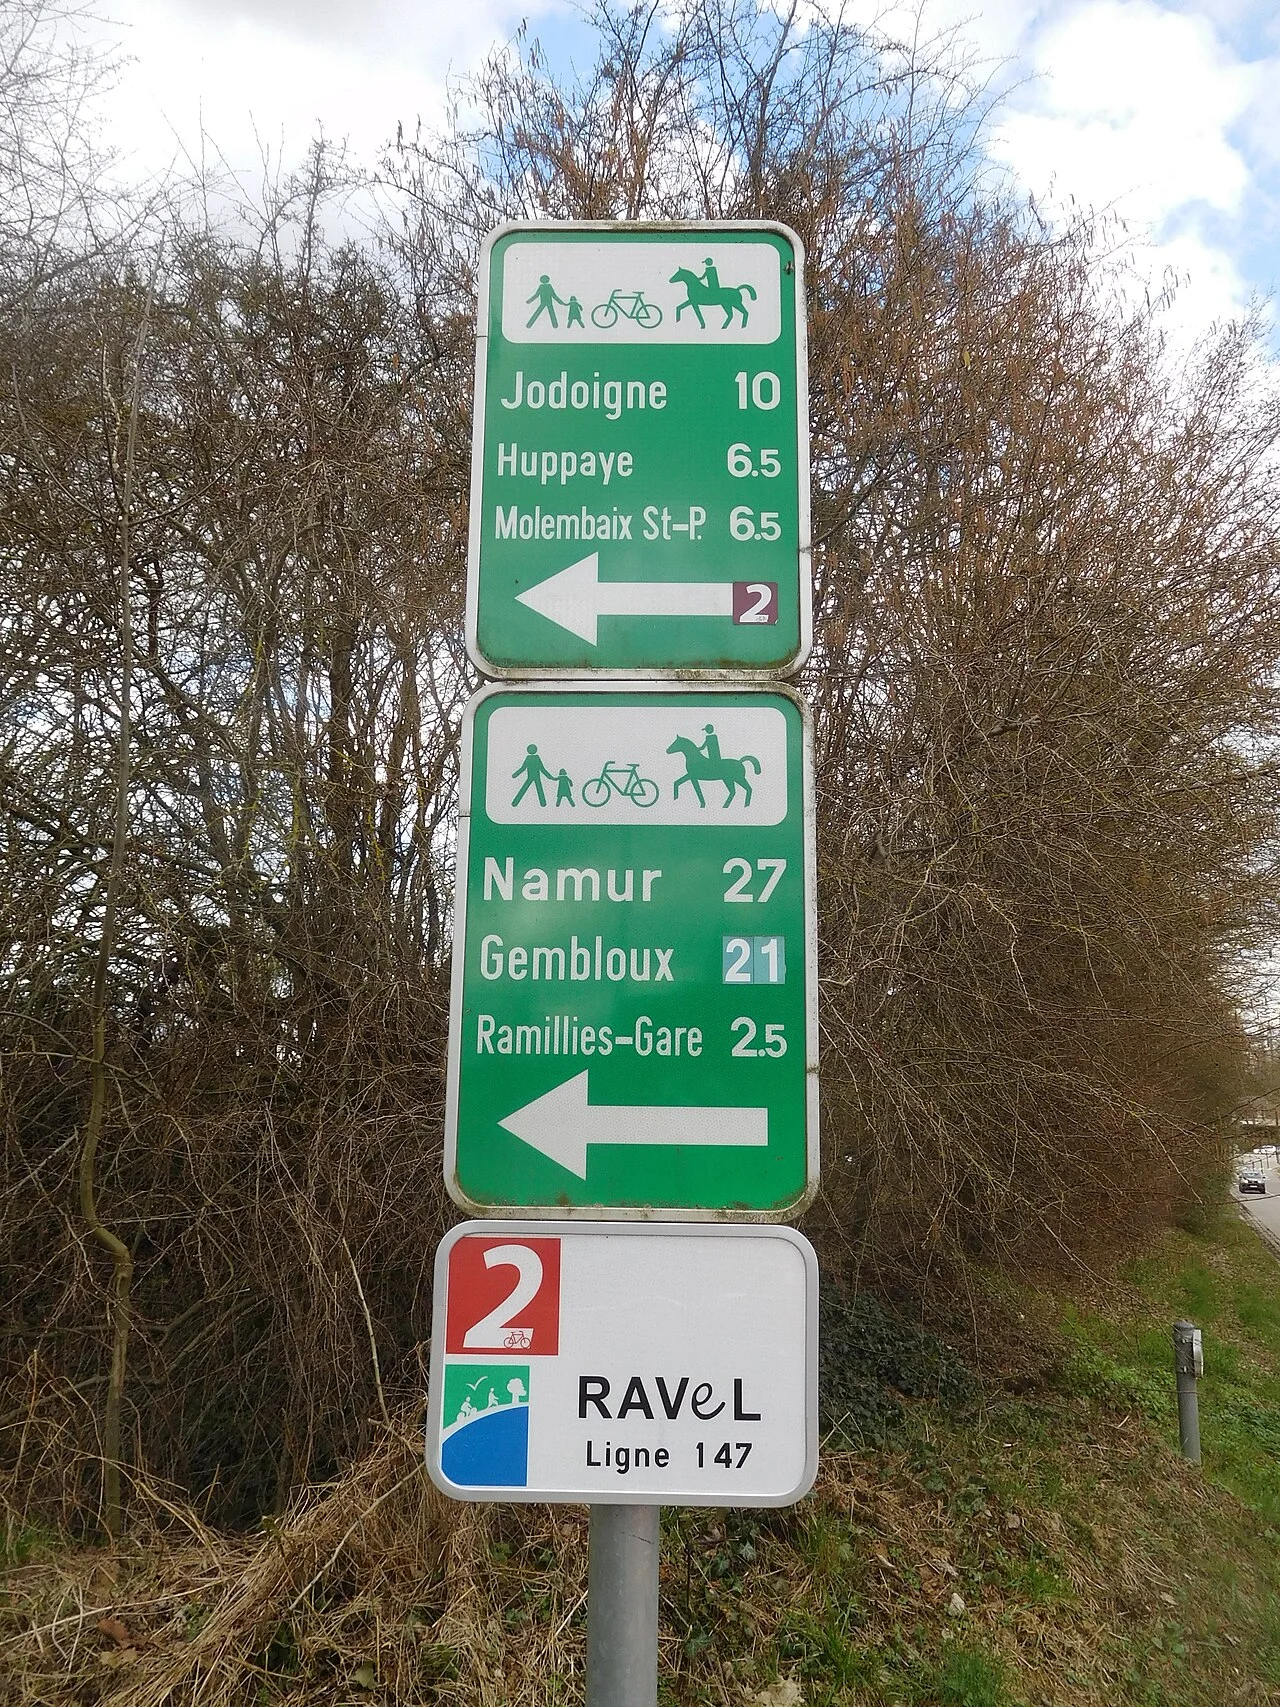 Jodoigne 10
Huppaye 6.5
Molembaix St-P. 6.5
2
Namur 27
Gembloux 21
Ramillies-Gare 2.5
2
RAVeL
Ligne 147